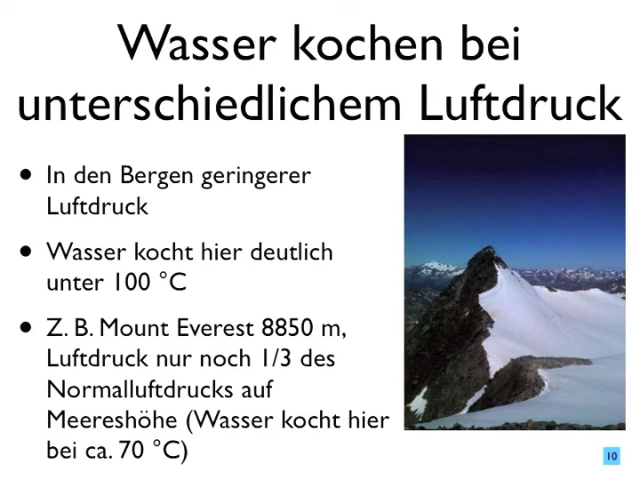 Wasser kochen bei
unterschiedlichem Luftdruck
• In den Bergen geringerer
Luftdruck
• Wasser kocht hier deutlich
unter 100 °C
• Z. B. Mount Everest 8850 m,
Luftdruck nur noch 1/3 des
Normalluftdrucks auf
Meereshöhe (Wasser kocht hier
bei ca. 70 °C)
10